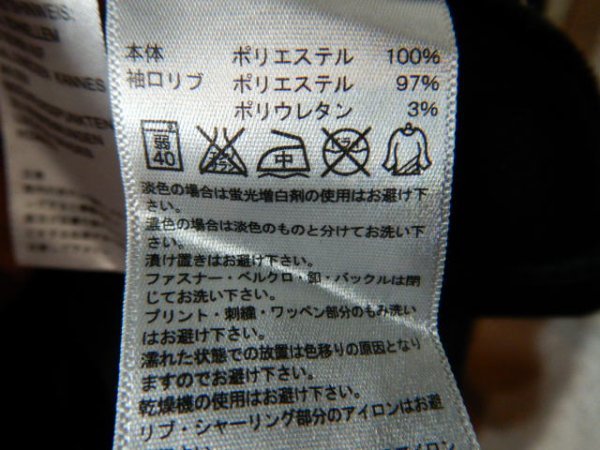 本体 ポリエステル 100%
袖口リブ ポリエステル 97%
ポリウレタン 3%
弱
40
中
淡色の場合は蛍光増白剤の使用はお避け下
さい。
濃色の場合は淡色のものと分けてお洗い下
さい。
漬け置きはお避け下さい。
ファスナー・ベルクロ・釦・バックルは閉
じてお洗い下さい。
プリント・刺繍・ワッペン部分のもみ洗い
はお避け下さい。
濡れた状態での放置は色移りの原因となり
ますのでお避け下さい。
乾燥機の使用はお避け下さい。
リブ・シャーリング部分のアイロンはお避